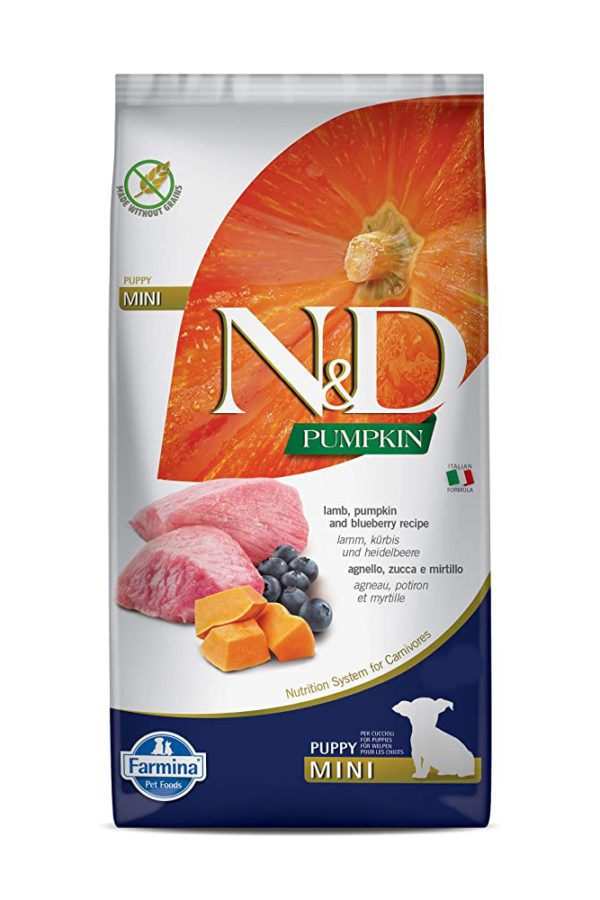 MADE WITHOUT GRAINS
PUPPY
MINI
N&D
PUMPKIN
ITALIAN
FORMULA
lamb, pumpkin
and blueberry recipe
lamm, kürbis
und heidelbeere
agnello, zucca e mirtillo
agneau, potiron
et myrtille
Nutrition System for Carnivores
PUPPY
PER CUCCIOLI
FOR PUPPIES
FÜR WELPEN
POUR LES CHIOTS
MINI
Farmina
Pet Foods